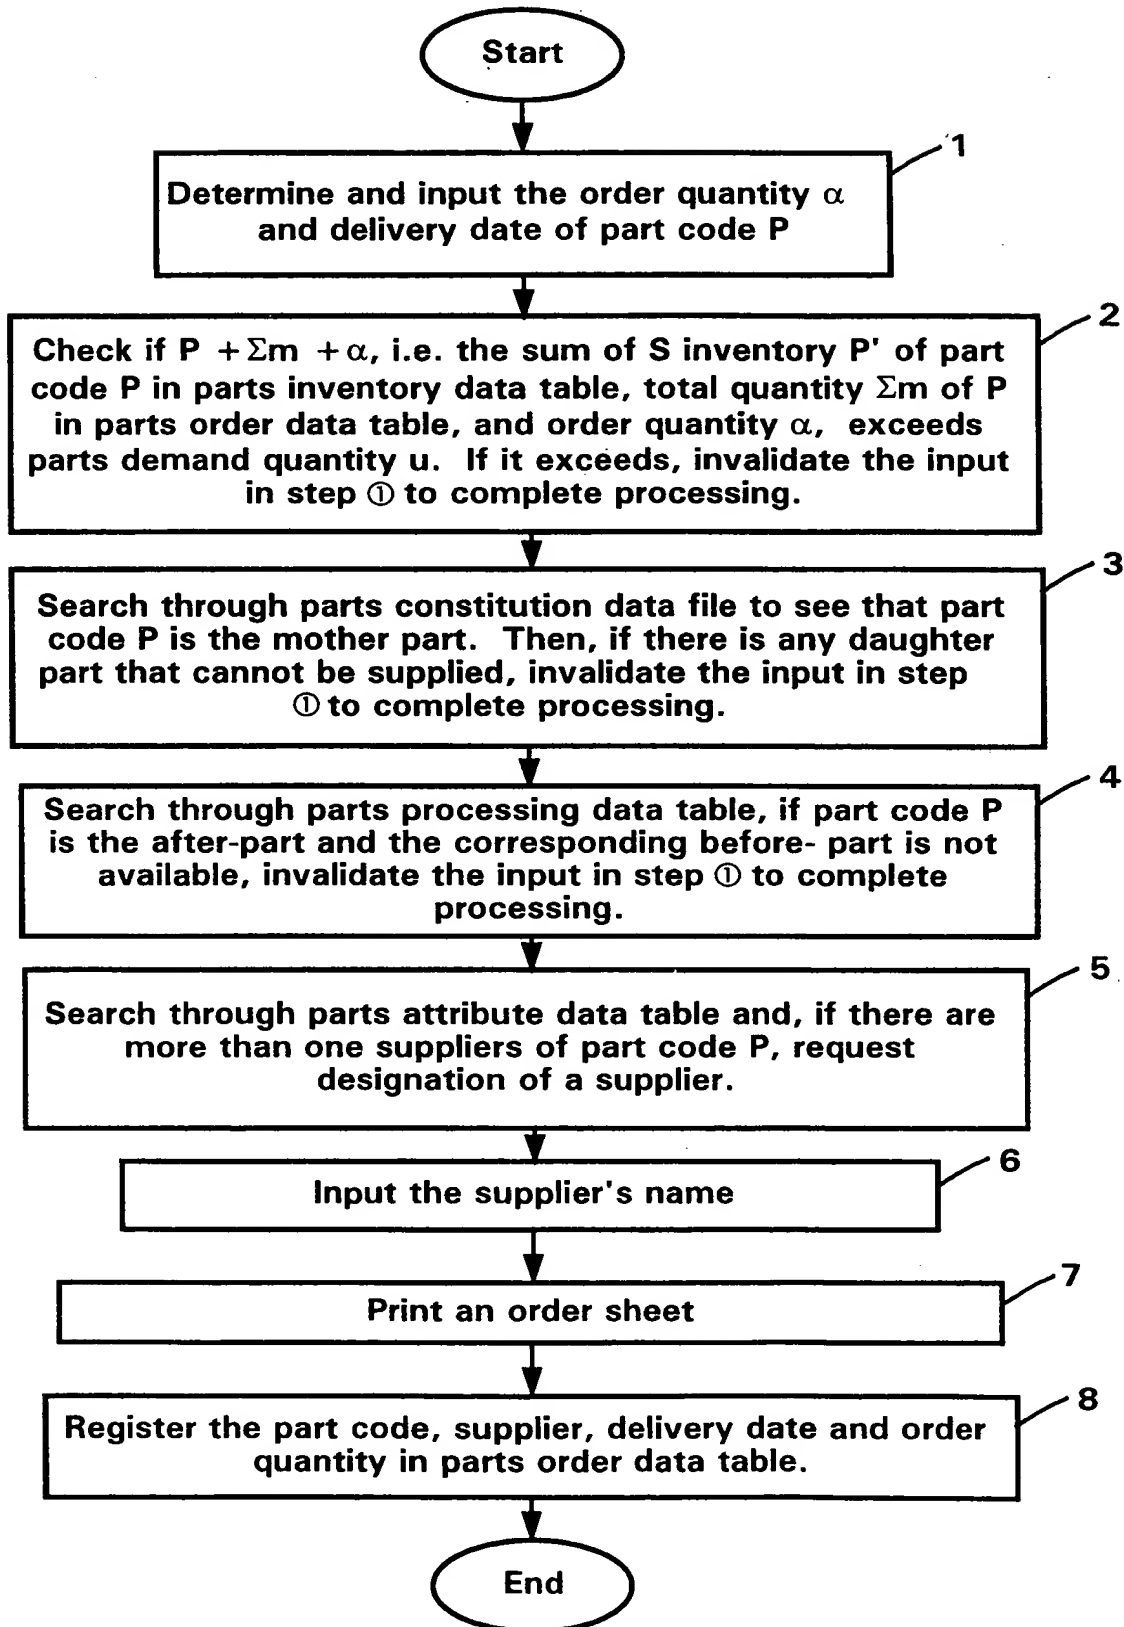 Start
1
Determine and input the order quantity α
and delivery date of part code P
2
Check if P +Σm +α, i.e. the sum of S inventory P' of part
code P in parts inventory data table, total quantity Σm of P
in parts order data table, and order quantity α, exceeds
parts demand quantity u. If it exceeds, invalidate the input
in step ① to complete processing.
3
Search through parts constitution data file to see that part
code P is the mother part. Then, if there is any daughter
part that cannot be supplied, invalidate the input in step
① to complete processing.
4
Search through parts processing data table, if part code P
is the after-part and the corresponding before- part is not
available, invalidate the input in step ① to complete
processing.
5
Search through parts attribute data table and, if there are
more than one suppliers of part code P, request
designation of a supplier.
6
Input the supplier's name
7
Print an order sheet
8
Register the part code, supplier, delivery date and order
quantity in parts order data table.
End